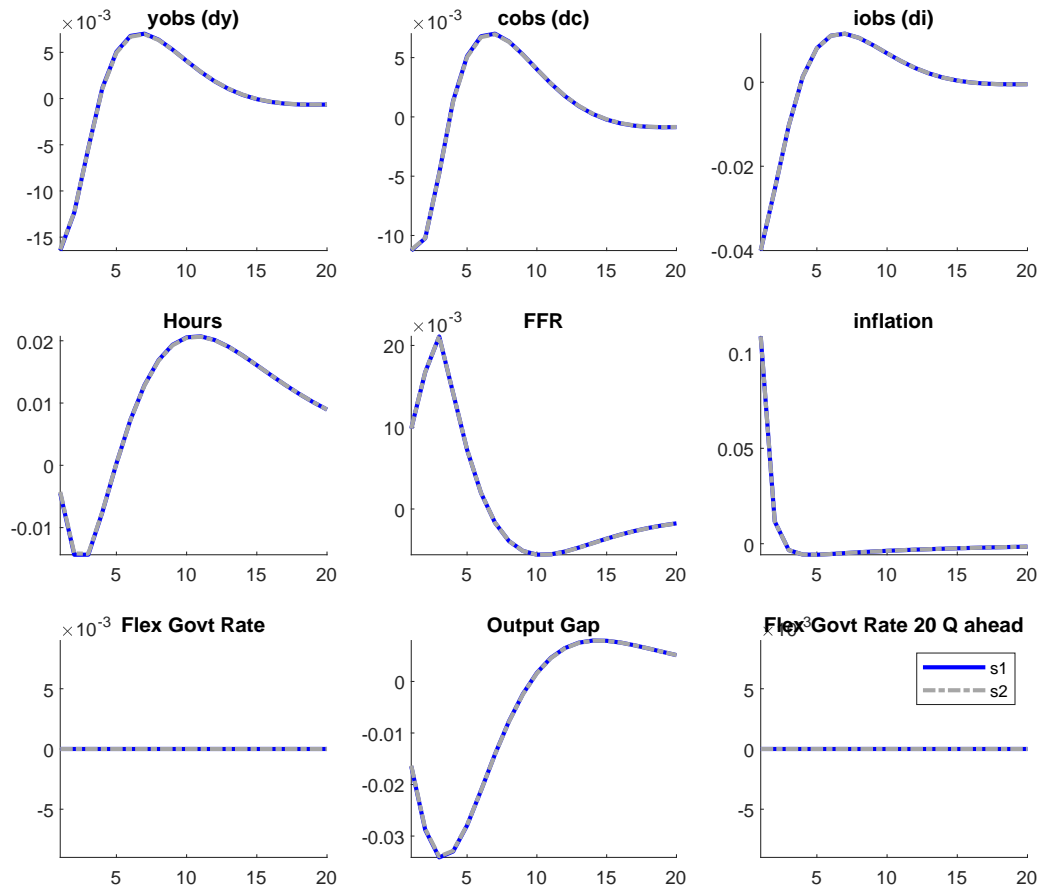 yobs (dy)
×10-3
5
0
-5
-10
-15
5 10 15 20
cobs (dc)
×10-3
5
0
-5
-10
5 10 15 20
iobs (di)
0
-0.02
-0.04
5 10 15 20
Hours
0.02
0.01
0
-0.01
5 10 15 20
FFR
×10-3
20
10
0
5 10 15 20
inflation
0.1
0.05
0
5 10 15 20
Flex Govt Rate
×10-3
5
0
-5
5 10 15 20
Output Gap
0
-0.01
-0.02
-0.03
5 10 15 20
Flex Govt Rate 20 Q ahead
×10-3
5
0
-5
5 10 15 20
s1
s2